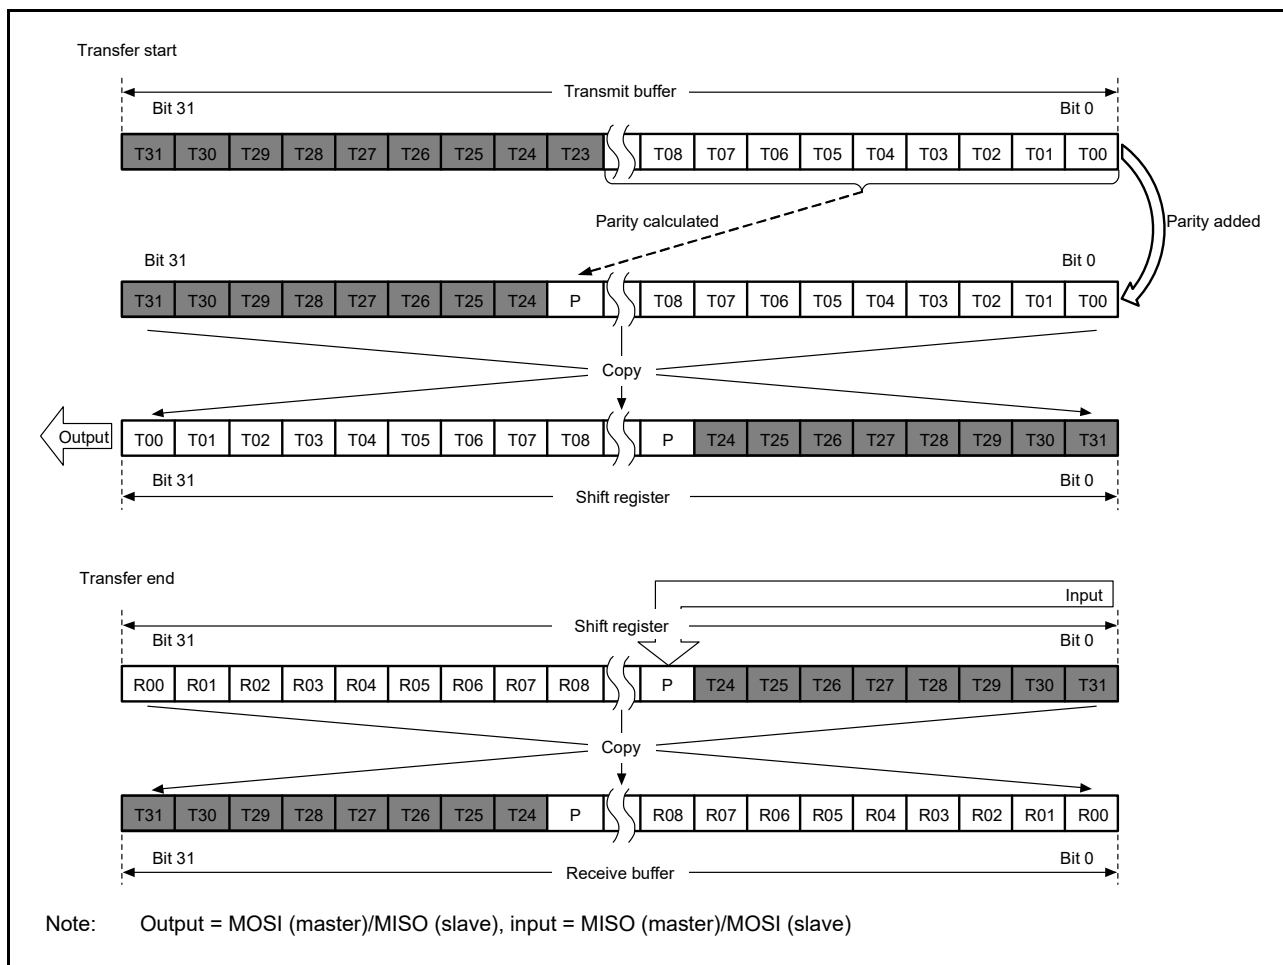 Transfer start
Transmit buffer
Bit 31 Bit 0
T31 T30 T29 T28 T27 T26 T25 T24 T23 T08 T07 T06 T05 T04 T03 T02 T01 T00
Parity calculated Parity added
Bit 31 Bit 0
T31 T30 T29 T28 T27 T26 T25 T24 P T08 T07 T06 T05 T04 T03 T02 T01 T00
Copy
Output T00 T01 T02 T03 T04 T05 T06 T07 T08 P T24 T25 T26 T27 T28 T29 T30 T31
Bit 31 Bit 0
Shift register
Transfer end
Input
Shift register
Bit 31 Bit 0
R00 R01 R02 R03 R04 R05 R06 R07 R08 P T24 T25 T26 T27 T28 T29 T30 T31
Copy
T31 T30 T29 T28 T27 T26 T25 T24 P R08 R07 R06 R05 R04 R03 R02 R01 R00
Bit 31 Bit 0
Receive buffer
Note: Output = MOSI (master)/MISO (slave), input = MISO (master)/MOSI (slave)